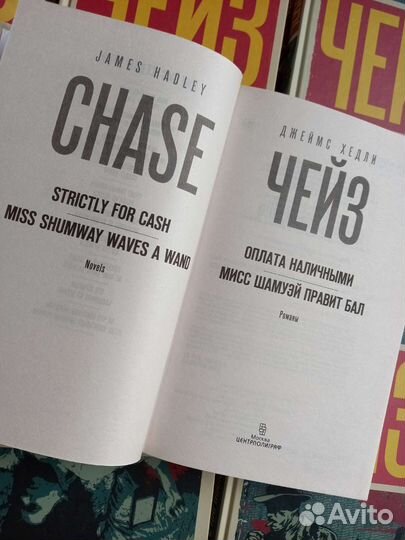 ЧЕЙЗ
JAMES HADLEY
CHASE
STRICTLY FOR CASH
MISS SHUMWAY WAVES A WAND
Novels
ДЖЕЙМС ХЕДЛИ
ЧЕЙЗ
ОПЛАТА НАЛИЧНЫМИ
МИСС ШАМУЭЙ ПРАВИТ БАЛ
Романы
Москва
ЦЕНТРПОЛИГРАФ
Avito